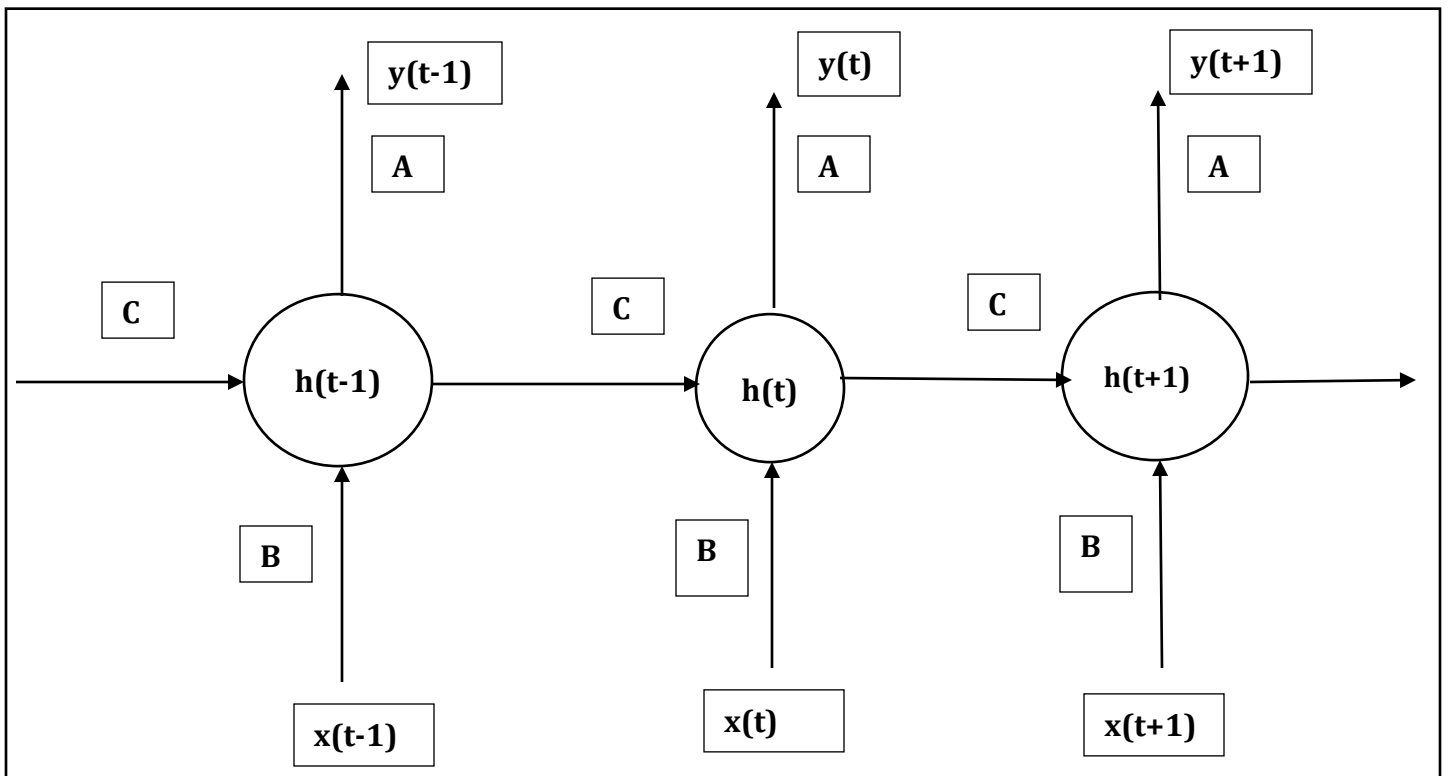 y(t-1)
y(t)
y(t+1)
A
A
A
C
C
C
h(t-1)
h(t)
h(t+1)
B
B
B
x(t-1)
x(t)
x(t+1)